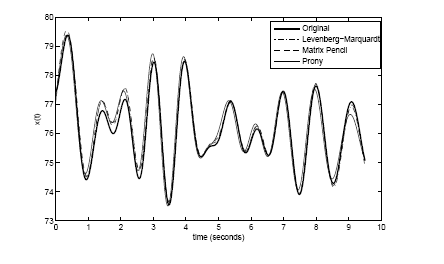 80
79
78
77
76
75
74
73
x(t)
0 1 2 3 4 5 6 7 8 9 10
time (seconds)
Original
Levenberg−Marquardt
Matrix Pencil
Prony